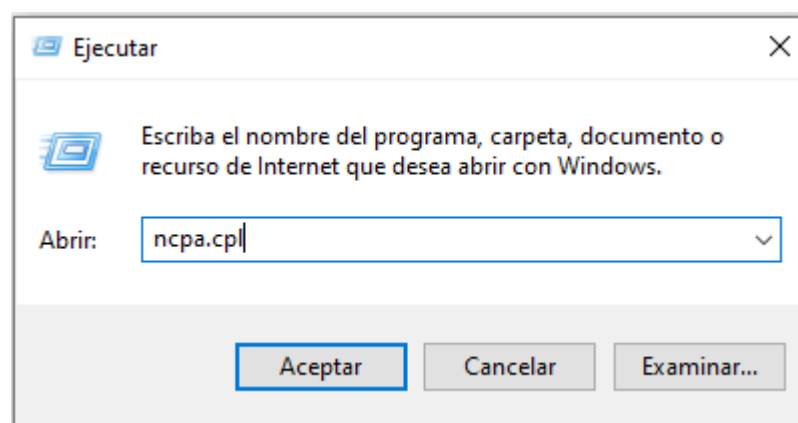 Ejecutar
Escriba el nombre del programa, carpeta, documento o
recurso de Internet que desea abrir con Windows.
Abrir: ncpa.cpl
Aceptar Cancelar Examinar...